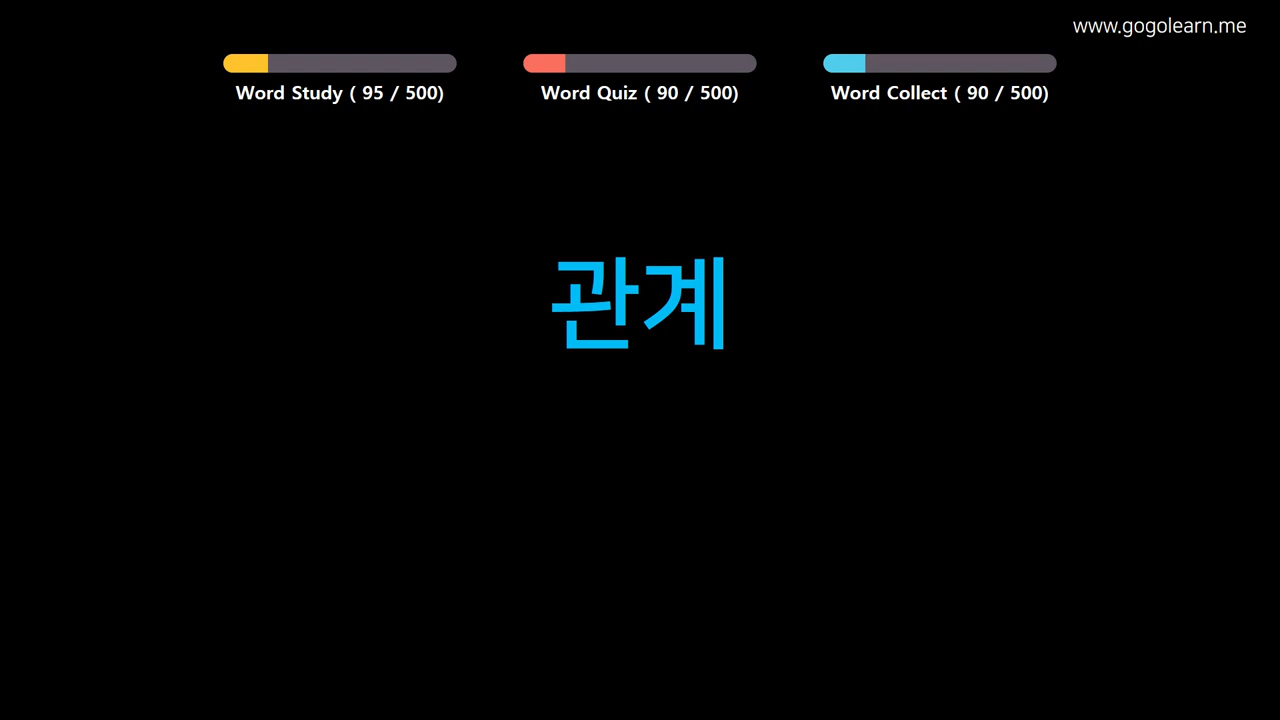 www.gogolearn.me
Word Study ( 95 / 500)
Word Quiz ( 90 / 500)
Word Collect ( 90 / 500)
관계